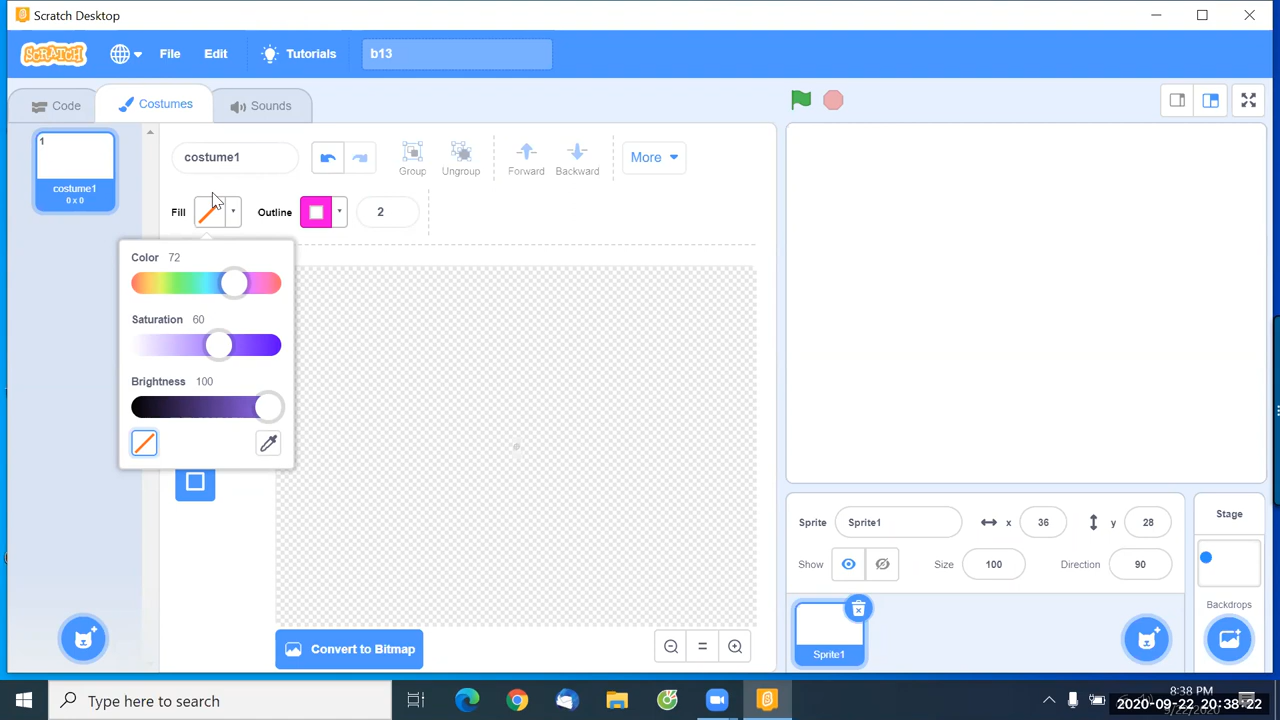 Scratch Desktop
SCRATCH
File
Edit
Tutorials
b13
Code
Costumes
Sounds
1
costume1
0 x 0
costume1
Group
Ungroup
Forward
Backward
More
Fill
Outline
2
Color 72
Saturation 60
Brightness 100
Convert to Bitmap
Sprite
Sprite1
x
36
y
28
Show
Size
100
Direction
90
Sprite1
Stage
Backdrops
Type here to search
8:38 PM
2020-09-22 20:38:22